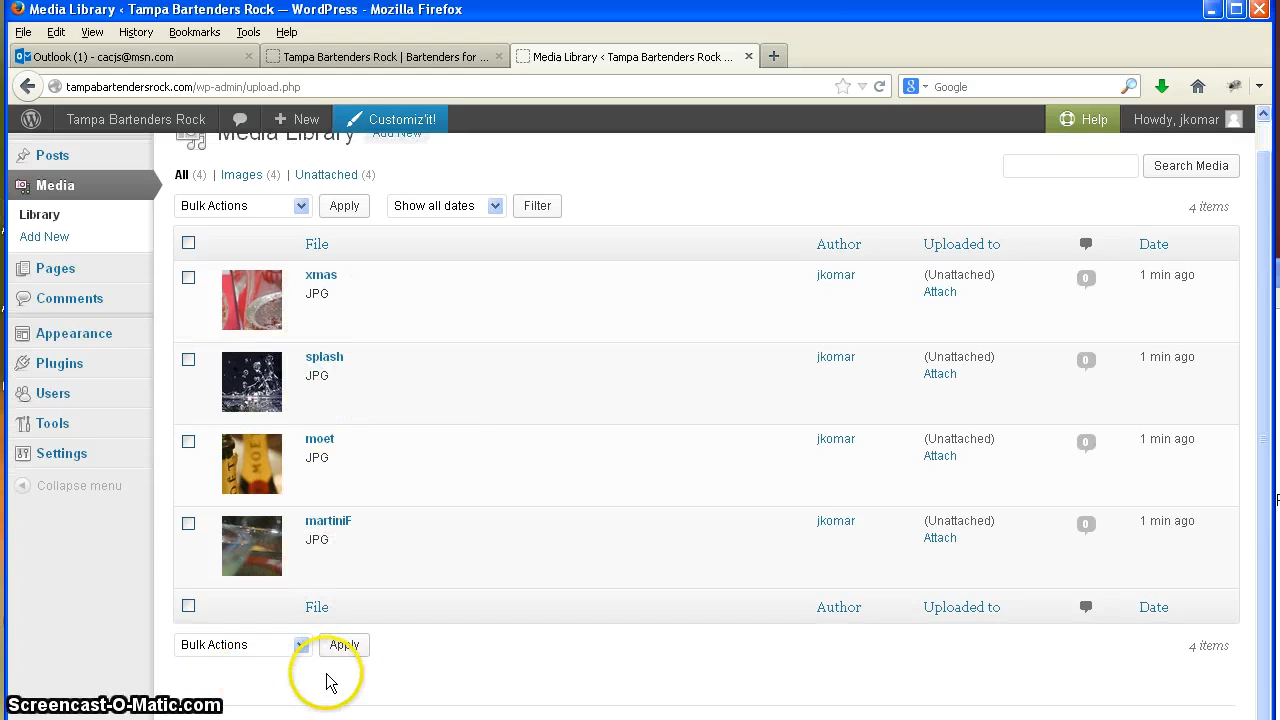 Media Library ‹ Tampa Bartenders Rock — WordPress - Mozilla Firefox
File Edit View History Bookmarks Tools Help
Outlook (1) - cacjs@msn.com
Tampa Bartenders Rock | Bartenders for ...
Media Library ‹ Tampa Bartenders Rock ...
tampabartendersrock.com/wp-admin/upload.php
Google
Tampa Bartenders Rock
New
Customiz'it!
Help
Howdy, jkomar
Media Library Add New
Posts
Media
Library
Add New
Pages
Comments
Appearance
Plugins
Users
Tools
Settings
Collapse menu
All (4) | Images (4) | Unattached (4)
Search Media
Bulk Actions Apply Show all dates Filter
4 items
File Author Uploaded to Date
xmas jkomar (Unattached) 0 1 min ago
JPG Attach
splash jkomar (Unattached) 0 1 min ago
JPG Attach
moet jkomar (Unattached) 0 1 min ago
JPG Attach
martiniF jkomar (Unattached) 0 1 min ago
JPG Attach
File Author Uploaded to Date
Bulk Actions Apply 4 items
Screencast-O-Matic.com